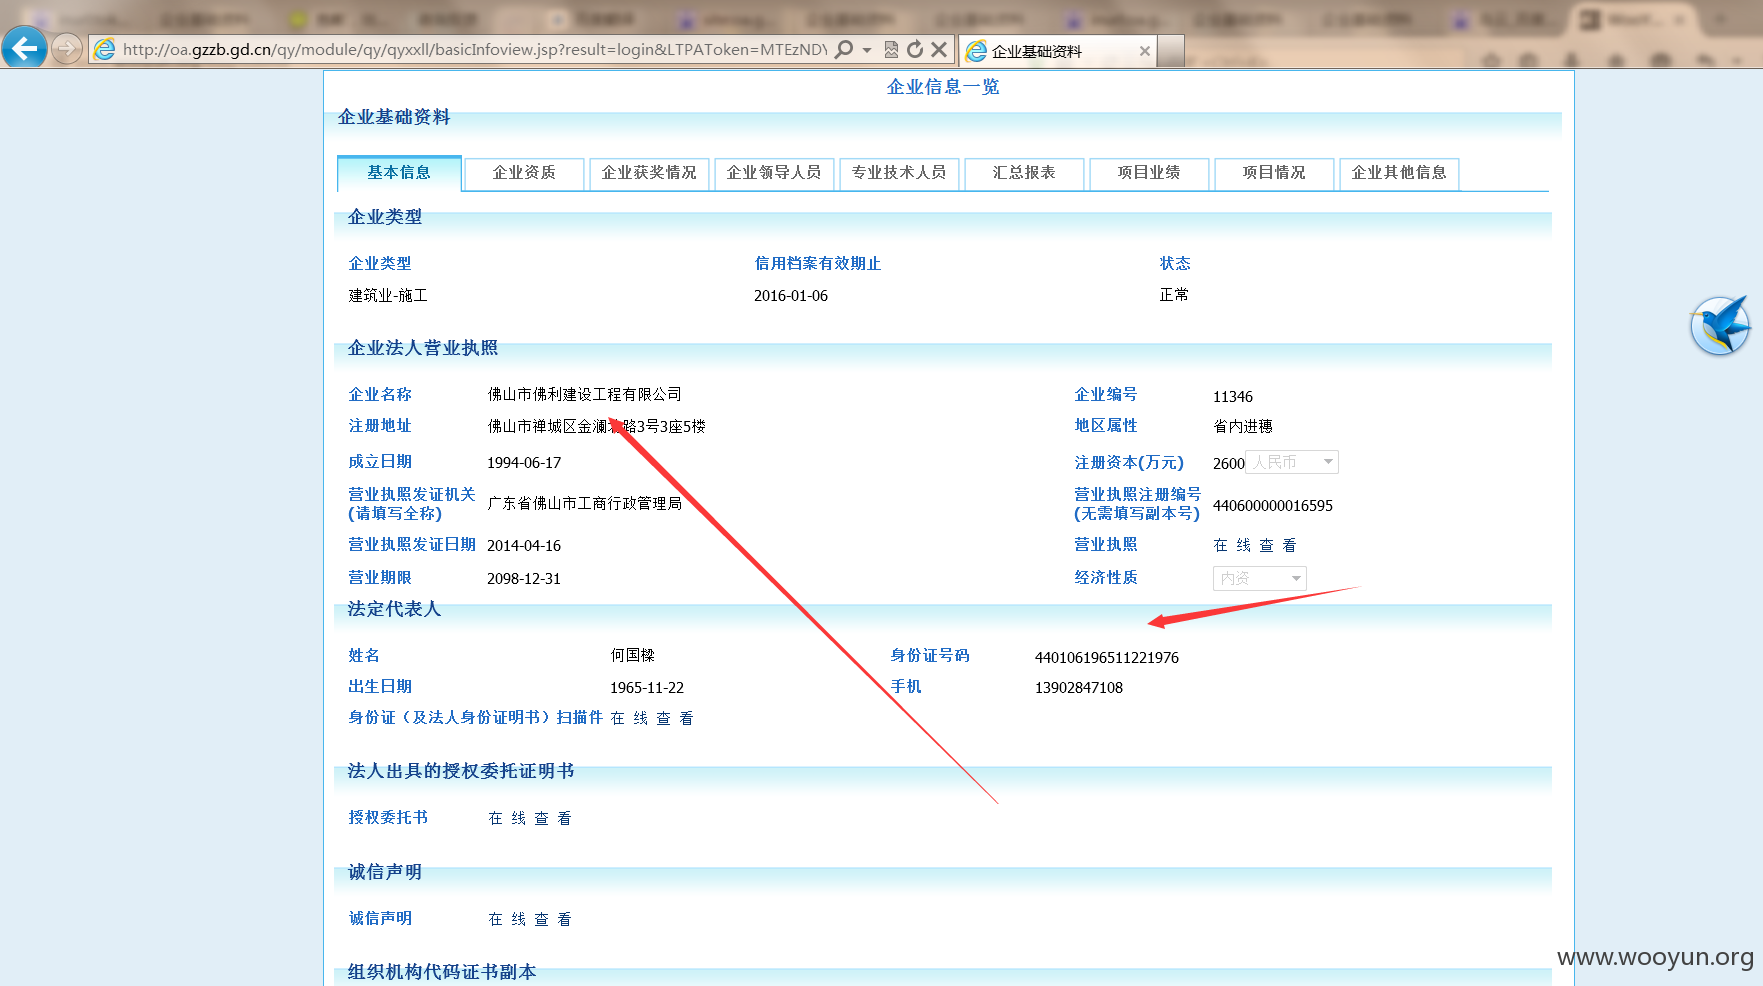 http://oa.gzzb.gd.cn/qy/module/qy/qyxxll/basicInfoview.jsp?result=login&LTPAToken=MTEzNDY
企业基础资料
企业信息一览
企业基础资料
基本信息 企业资质 企业获奖情况 企业领导人员 专业技术人员 汇总报表 项目业绩 项目情况 企业其他信息
企业类型
企业类型 信用档案有效期止 状态
建筑业-施工 2016-01-06 正常
企业法人营业执照
企业名称 佛山市佛利建设工程有限公司 企业编号 11346
注册地址 佛山市禅城区金澜 路3号3座5楼 地区属性 省内进穗
成立日期 1994-06-17 注册资本(万元) 2600 人民币
营业执照发证机关 (请填写全称) 广东省佛山市工商行政管理局 营业执照注册编号 (无需填写副本号) 440600000016595
营业执照发证日期 2014-04-16 营业执照 在 线 查 看
营业期限 2098-12-31 经济性质 内资
法定代表人
姓名 何国樑 身份证号码 440106196511221976
出生日期 1965-11-22 手机 13902847108
身份证（及法人身份证明书）扫描件 在 线 查 看
法人出具的授权委托证明书
授权委托书 在 线 查 看
诚信声明
诚信声明 在 线 查 看
组织机构代码证书副本
www.wooyun.org